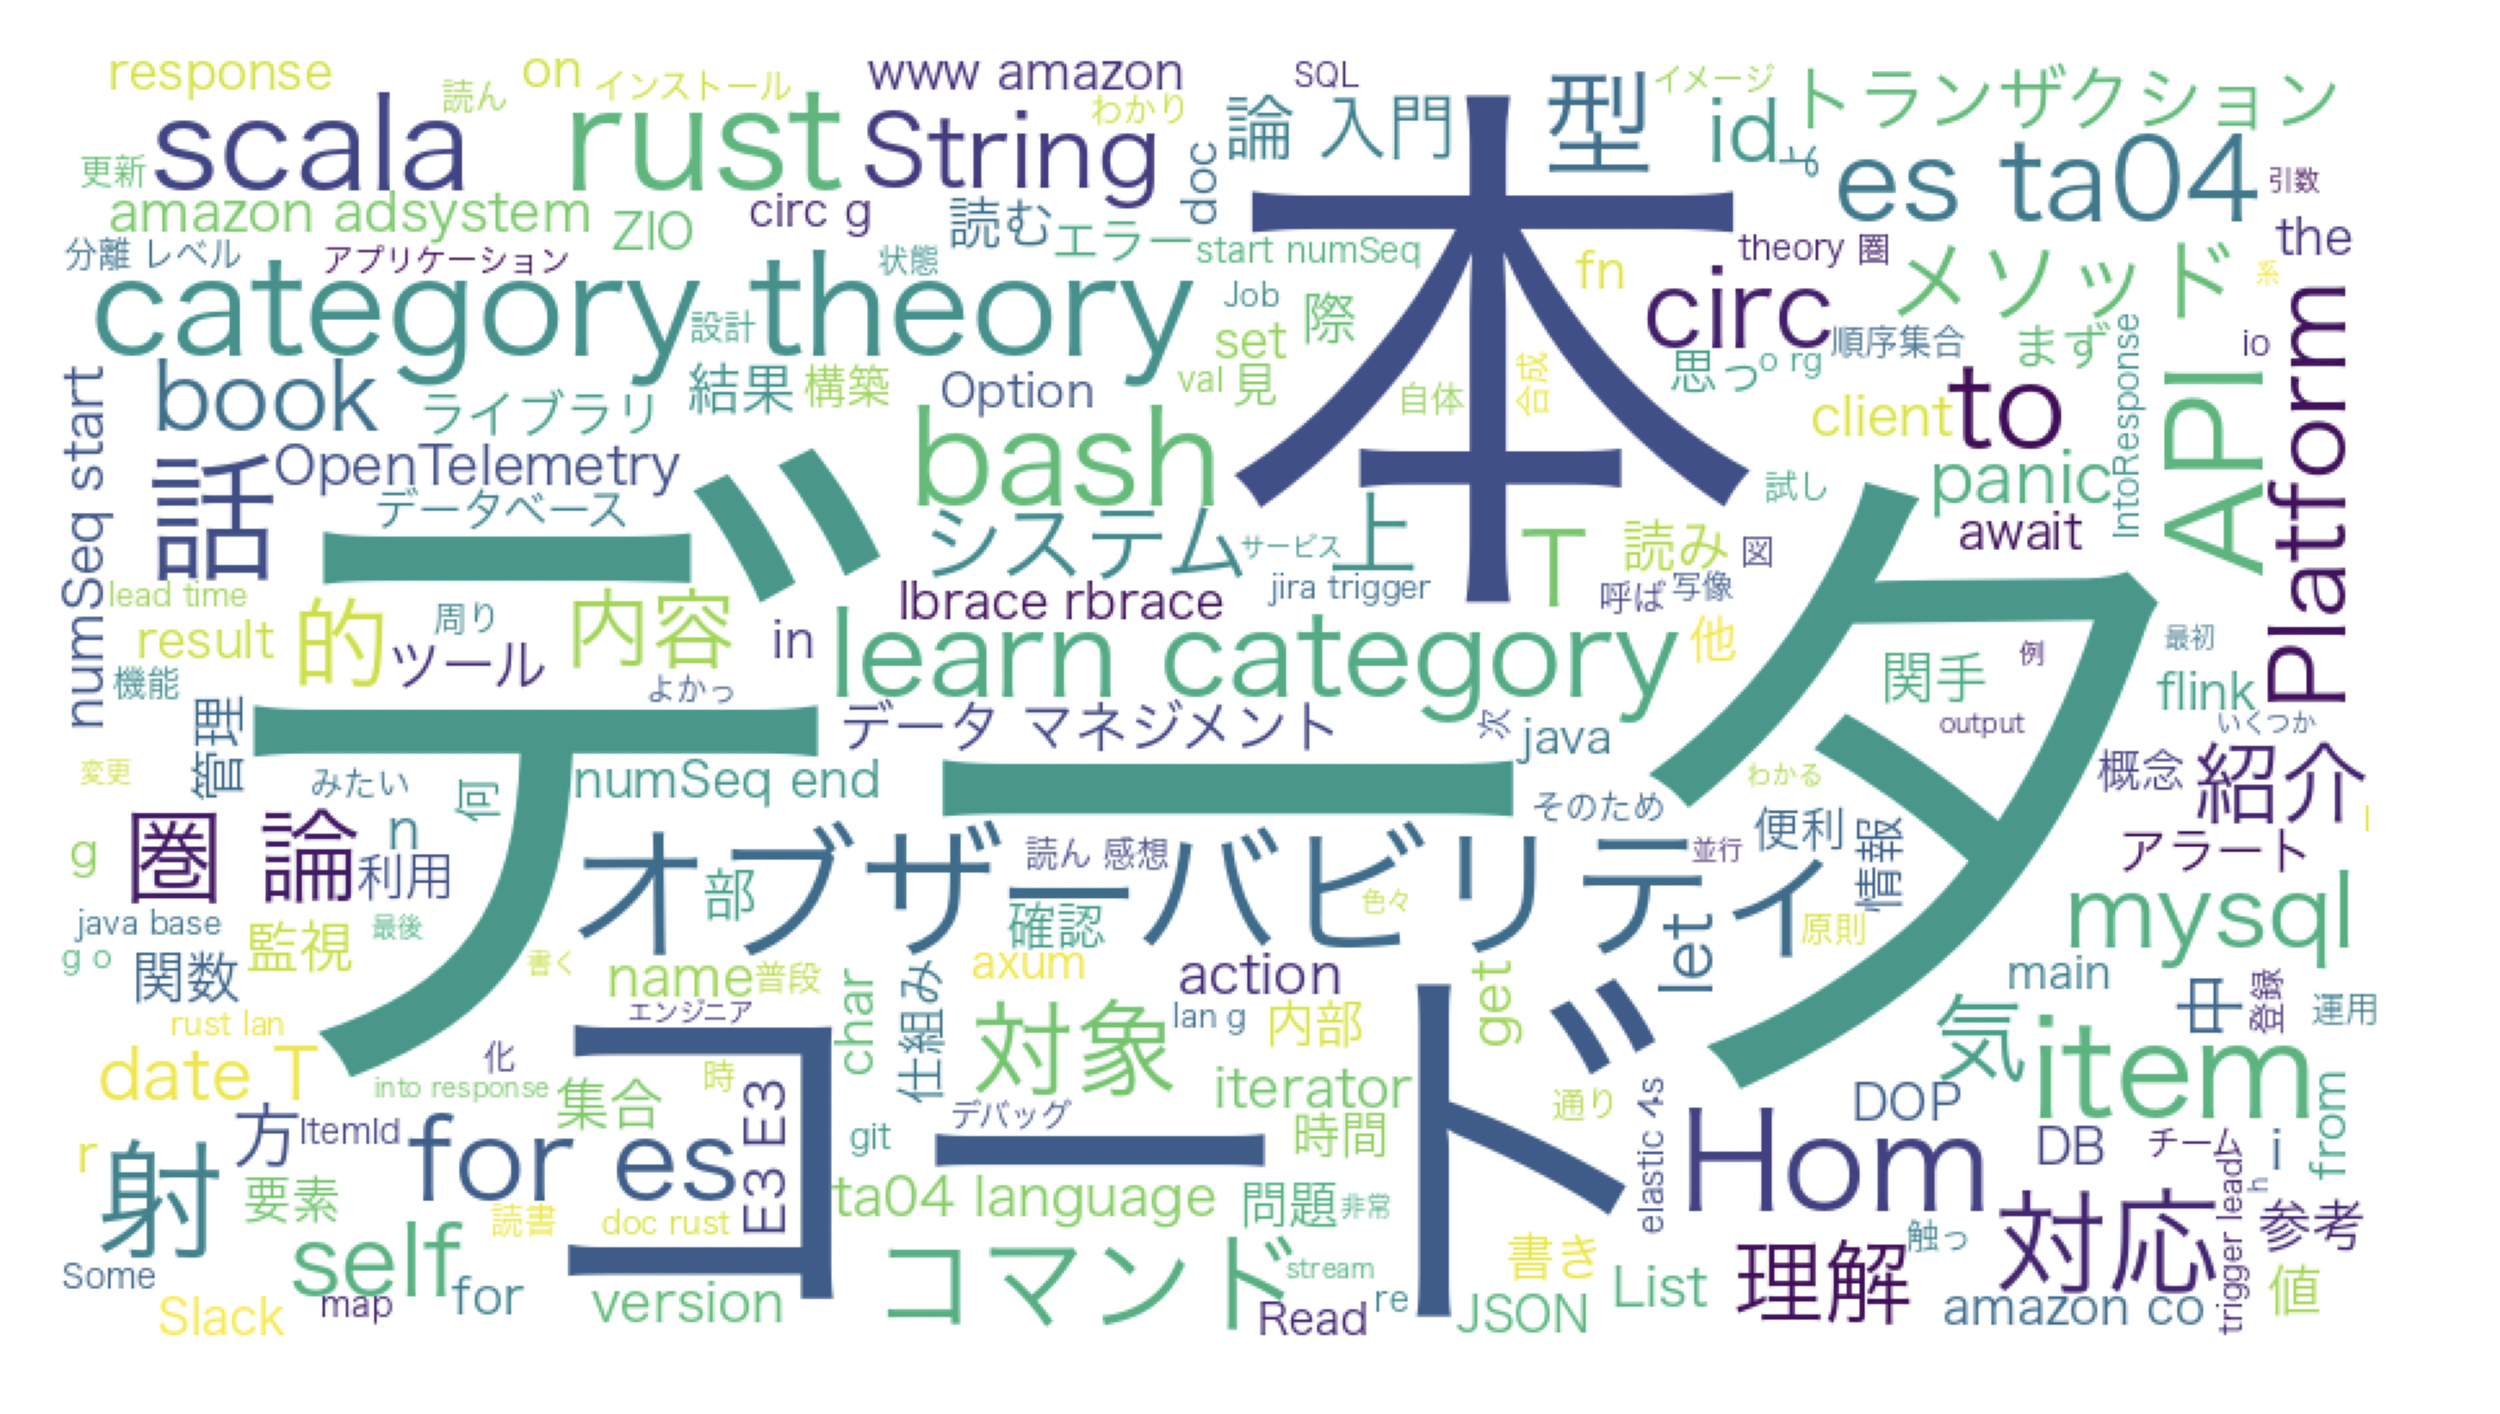 response
読ん
on
インストール
www amazon
SQL
わかり
論 入門
型
イメージ
id
トランザクション
更新
scala
rust
String
doc
本
es ta04
引数
amazon adsystem
ZIO
circ g
読む
エラー
start numSeq
fn
theory 圏
the
分離 レベル
アプリケーション
状態
circ
メソッド
系
category theory
設計
Job
際
set
思っ
o rg
順序集合
まず
IntoResponse
io
Platform
numSeq start
book
ライブラリ
結果
構築
Option
val
見
自体
合成
client
to
API
話
OpenTelemetry
データベース
bash
システム
サービス
上
T
読み
図
試し
panic
await
データ
lead time
周り
内容
in
lbrace rbrace
jira trigger
呼ば
写像
result
的
ツール
learn category
他
関手
例
最初
機能
よかっ
flink
管理
データ マネジメント
次
java
output
いくつか
変更
みたい
何
numSeq end
そのため
わかる
概念
紹介
g
圏 論
n
利用
オブザーバビリティ
読ん 感想
並行
便利
情報
アラート
l
java base
最後
部
確認
色々
原則
mysql
g o
関数
監視
書く
name
普段
axum
action
let
main
中
登録
運用
rust lan
エンジニア
char
仕組み
対象
lan g
内部
get
気
item
date T
化
into response
集合
時
デバッグ
iterator
通り
elastic 4s
DOP
from
r
方
ItemId
for es
E3 E3
git
時間
コード
Hom
DB
チーム
i
射
要素
読書
doc rust
ta04 language
問題
非常
触っ
対応
trigger lead
h
参考
Some
self
for
コマンド
stream
書き
List
理解
値
Slack
map
version
Read
re
JSON
amazon co